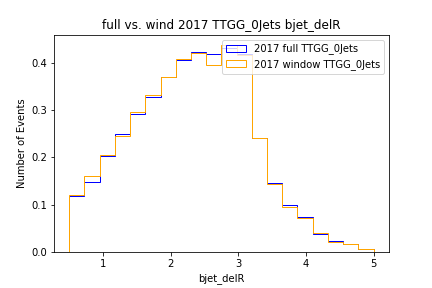 full vs. wind 2017 TTGG_0Jets bjet_delR
2017 full TTGG_0Jets
2017 window TTGG_0Jets
Number of Events
0.4
0.3
0.2
0.1
0.0
1 2 3 4 5
bjet_delR